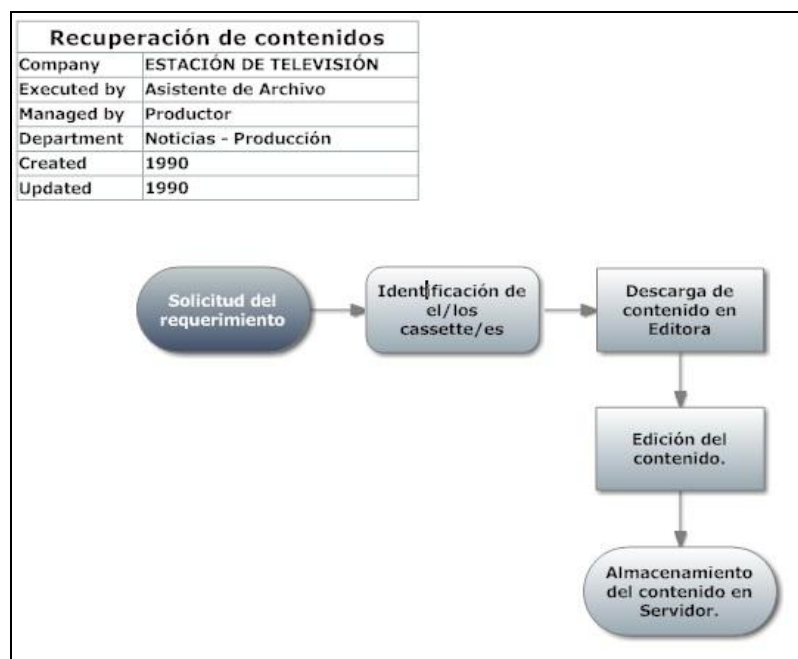 Recuperación de contenidos
Company ESTACIÓN DE TELEVISIÓN
Executed by Asistente de Archivo
Managed by Productor
Department Noticias - Producción
Created 1990
Updated 1990
Solicitud del
requerimiento
Identificación de
el/los
cassette/es
Descarga de
contenido en
Editora
Edición del
contenido.
Almacenamiento
del contenido en
Servidor.